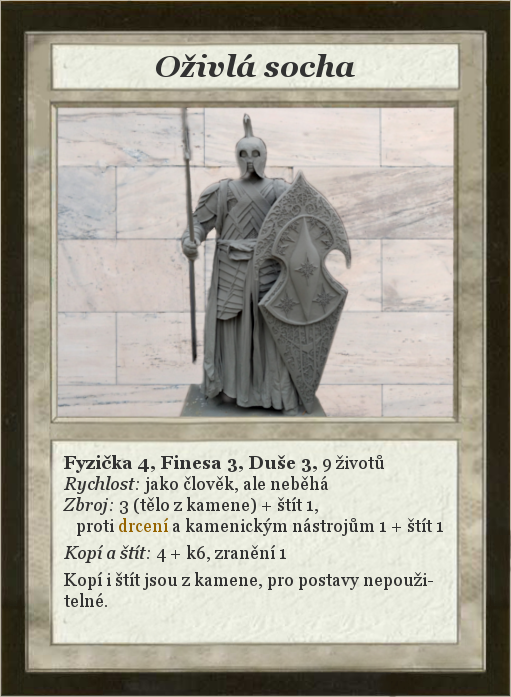 Oživlá socha
Fyzička 4, Finesa 3, Duše 3, 9 životů
Rychlost: jako člověk, ale neběhá
Zbroj: 3 (tělo z kamene) + štít 1,
proti drcení a kamenickým nástrojům 1 + štít 1
Kopí a štít: 4 + k6, zranění 1
Kopí i štít jsou z kamene, pro postavy nepouži-
telné.